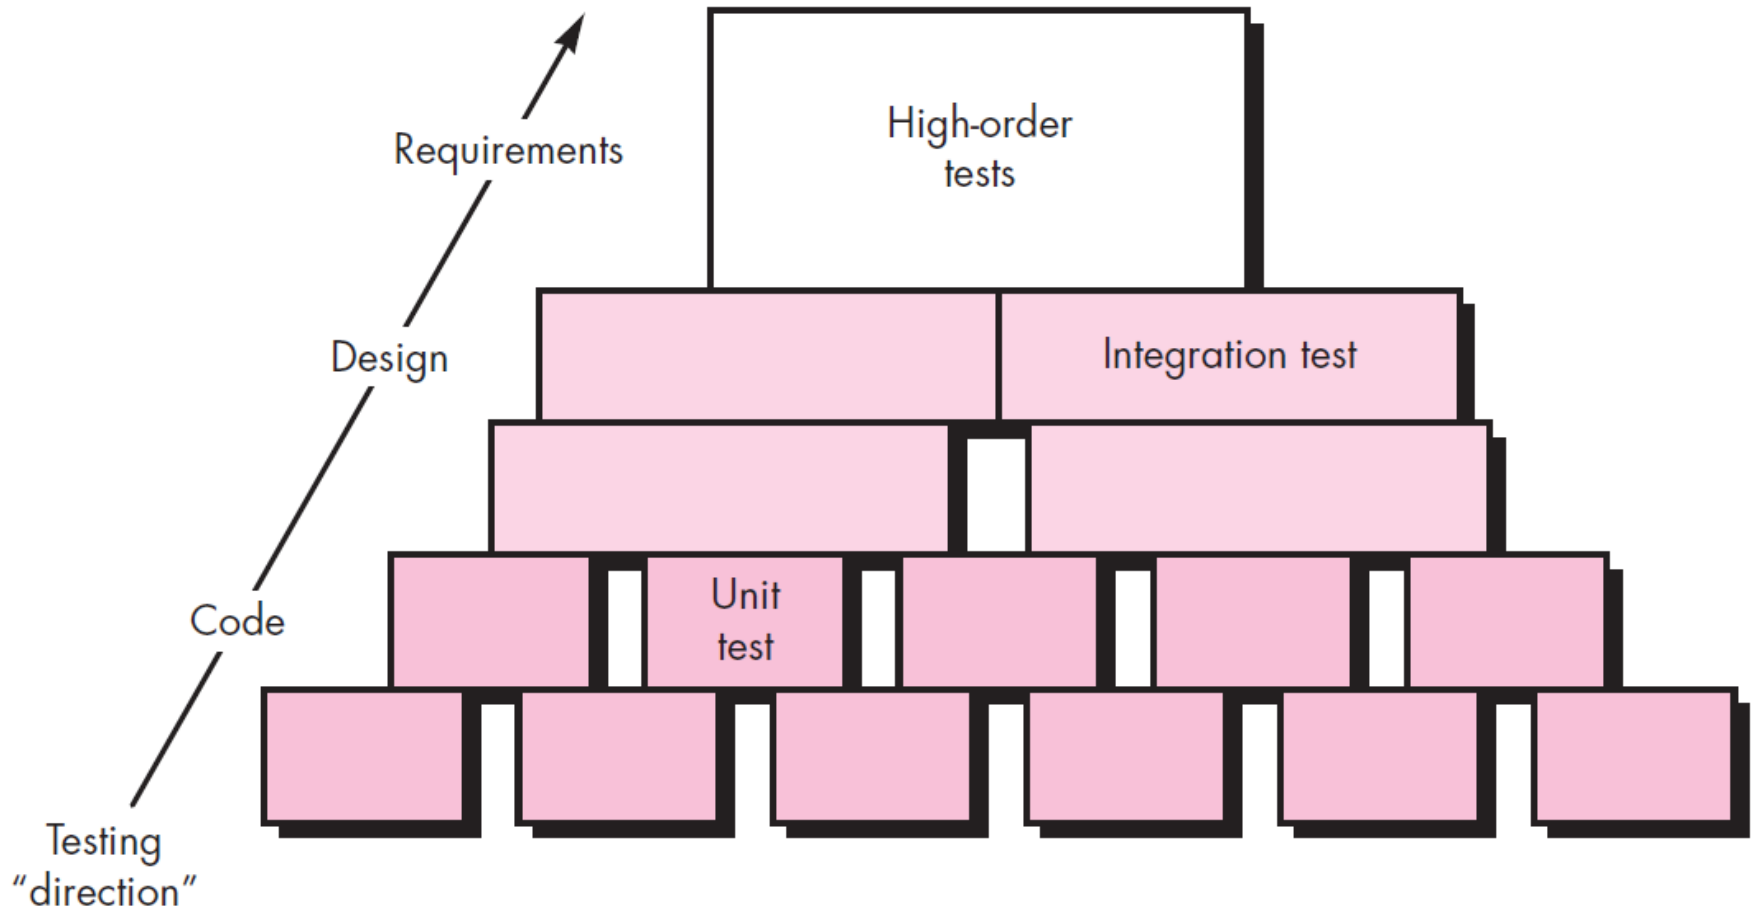 High-order
tests
Requirements
Integration test
Design
Unit
test
Code
Testing
“direction”